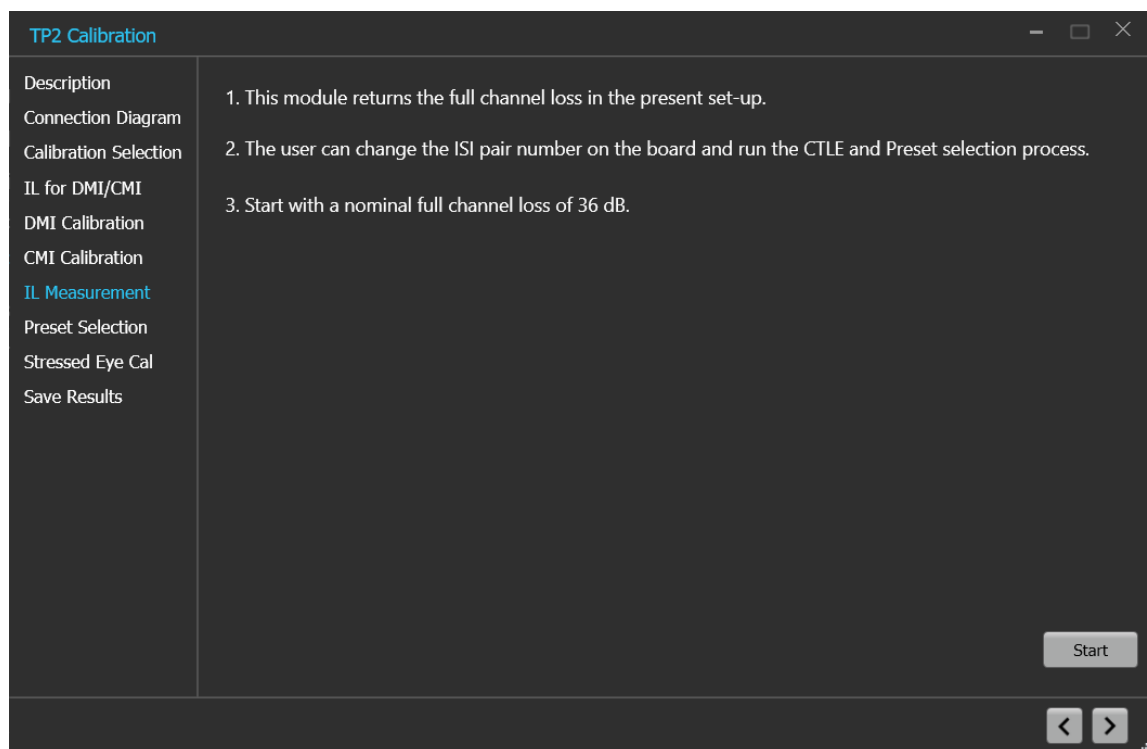 TP2 Calibration
Description
Connection Diagram
Calibration Selection
IL for DMI/CMI
DMI Calibration
CMI Calibration
IL Measurement
Preset Selection
Stressed Eye Cal
Save Results
1. This module returns the full channel loss in the present set-up.
2. The user can change the ISI pair number on the board and run the CTLE and Preset selection process.
3. Start with a nominal full channel loss of 36 dB.
Start